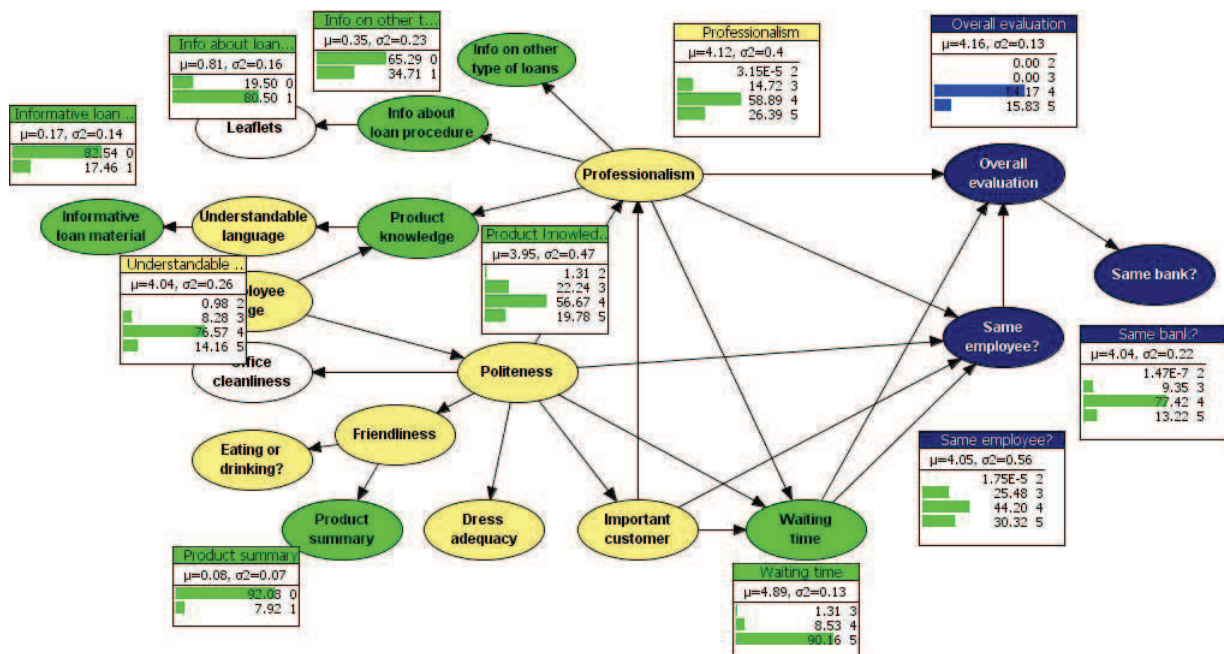 Info on other t...
μ=0.35, σ2=0.23
65.29 0
34.71 1
Info about loan...
μ=0.81, σ2=0.16
19.50 0
80.50 1
Informative loan ..
μ=0.17, σ2=0.14
82.54 0
17.46 1
Info on other
type of loans
Professionalism
μ=4.12, σ2=0.4
3.15E-5 2
14.72 3
58.89 4
26.39 5
Overall evaluation
μ=4.16, σ2=0.13
0.00 2
0.00 3
84.17 4
15.83 5
Leaflets
Info about
loan procedure
Professionalism
Overall
evaluation
Informative
loan material
Understandable
language
Product
knowledge
Product knowled...
μ=3.95, σ2=0.47
1.31 2
22.24 3
56.67 4
19.78 5
Same bank?
Understandable ..
μ=4.04, σ2=0.26
0.98 2
8.28 3
76.57 4
14.16 5
Same
employee?
Same bank?
μ=4.04, σ2=0.22
1.47E-7 2
9.35 3
77.42 4
13.22 5
cleanliness
Politeness
Friendliness
Eating or
drinking?
Same employee?
μ=4.05, σ2=0.56
1.75E-5 2
25.48 3
44.20 4
30.32 5
Product
summary
Dress
adequacy
Important
customer
Waiting
time
Product summary
μ=0.08, σ2=0.07
92.08 0
7.92 1
Waiting time
μ=4.89, σ2=0.13
1.31 3
8.53 4
90.16 5